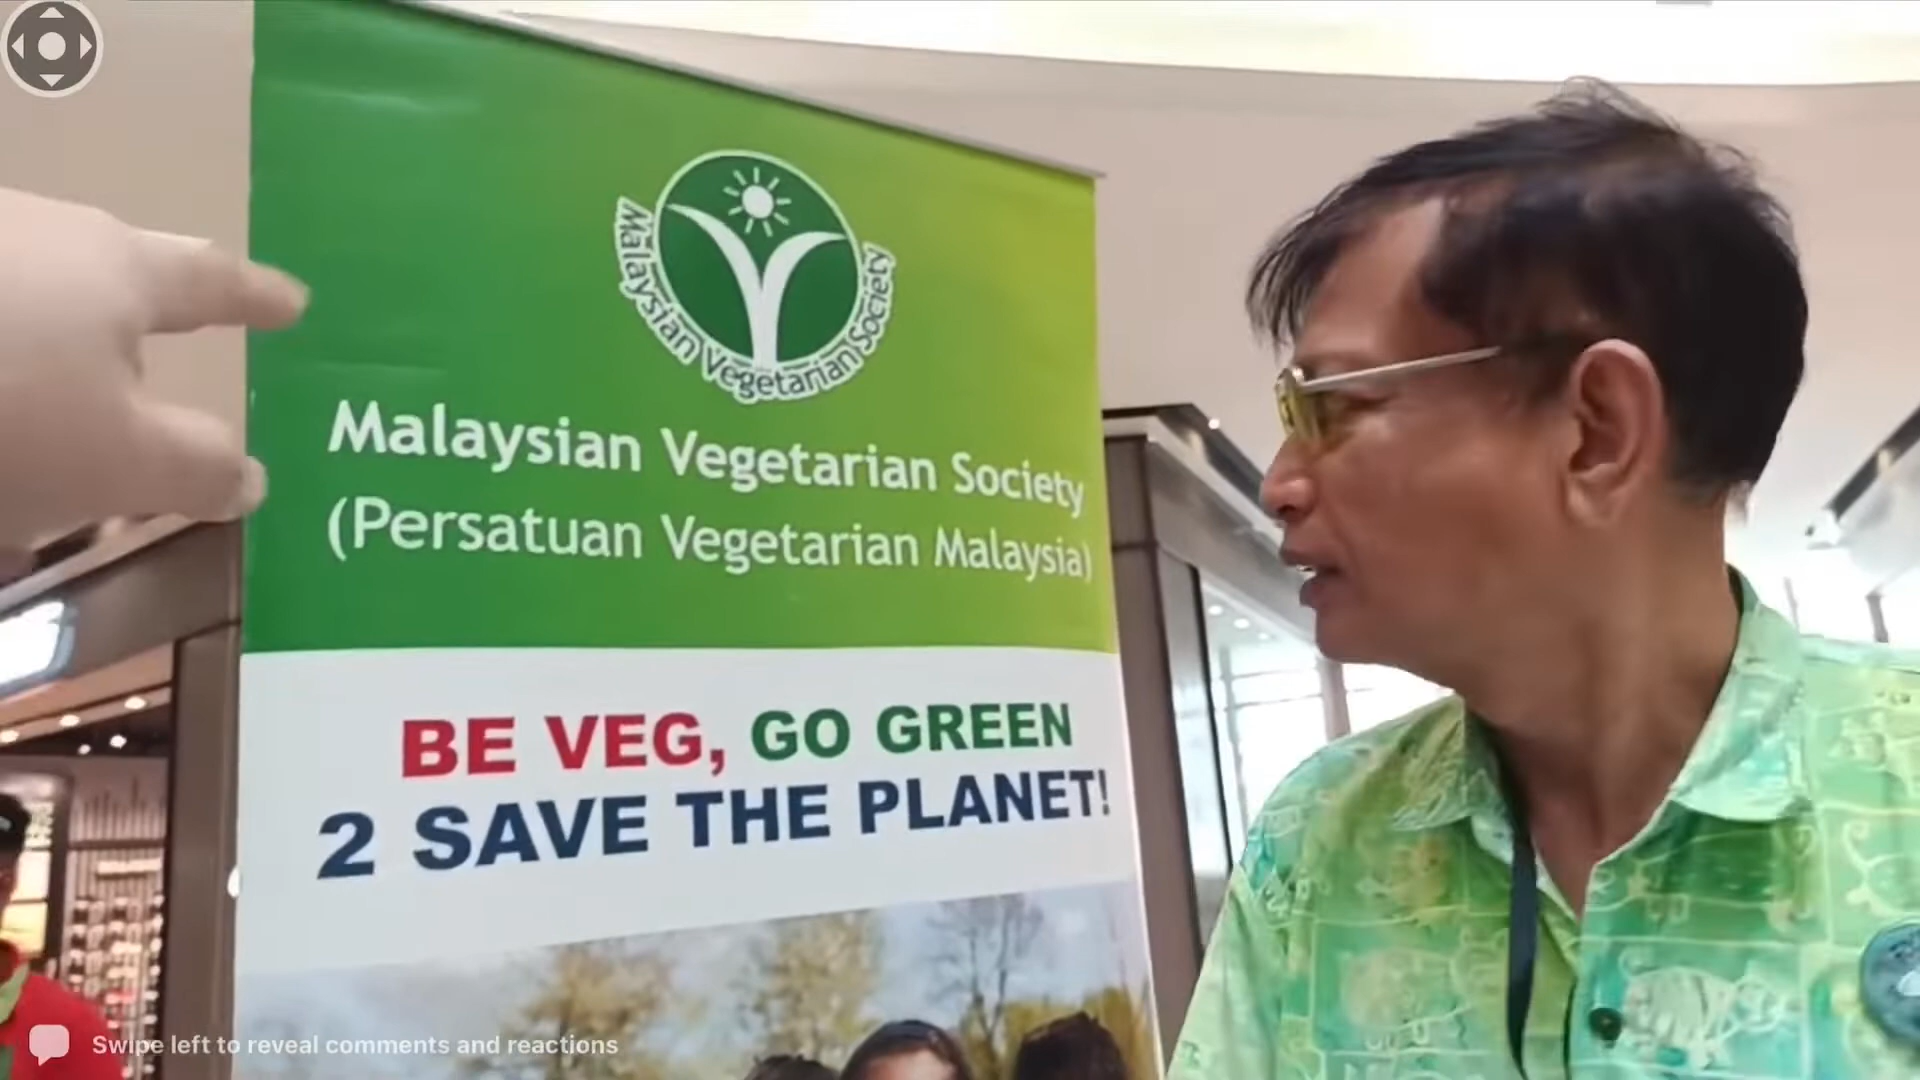 Malaysian Vegetarian Society
Malaysian Vegetarian Society
(Persatuan Vegetarian Malaysia)
BE VEG, GO GREEN
2 SAVE THE PLANET!
Swipe left to reveal comments and reactions